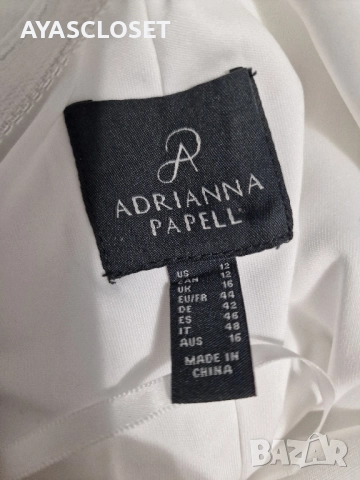 AYASCLOSET
ADRIANNA
PAPELL
US 12
CAN 12
UK 16
EU/FR 44
DE 42
ES 46
IT 48
AUS 16
MADE IN
CHINA
BAZAR